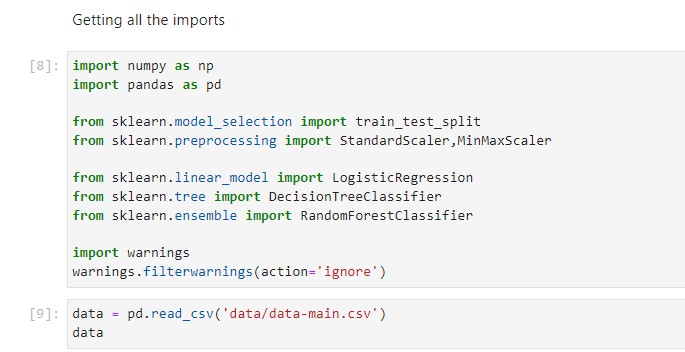 Getting all the imports
[8]: import numpy as np
import pandas as pd
from sklearn.model_selection import train_test_split
from sklearn.preprocessing import StandardScaler,MinMaxScaler
from sklearn.linear_model import LogisticRegression
from sklearn.tree import DecisionTreeClassifier
from sklearn.ensemble import RandomForestClassifier
import warnings
warnings.filterwarnings(action='ignore')
[9]: data = pd.read_csv('data/data-main.csv')
data